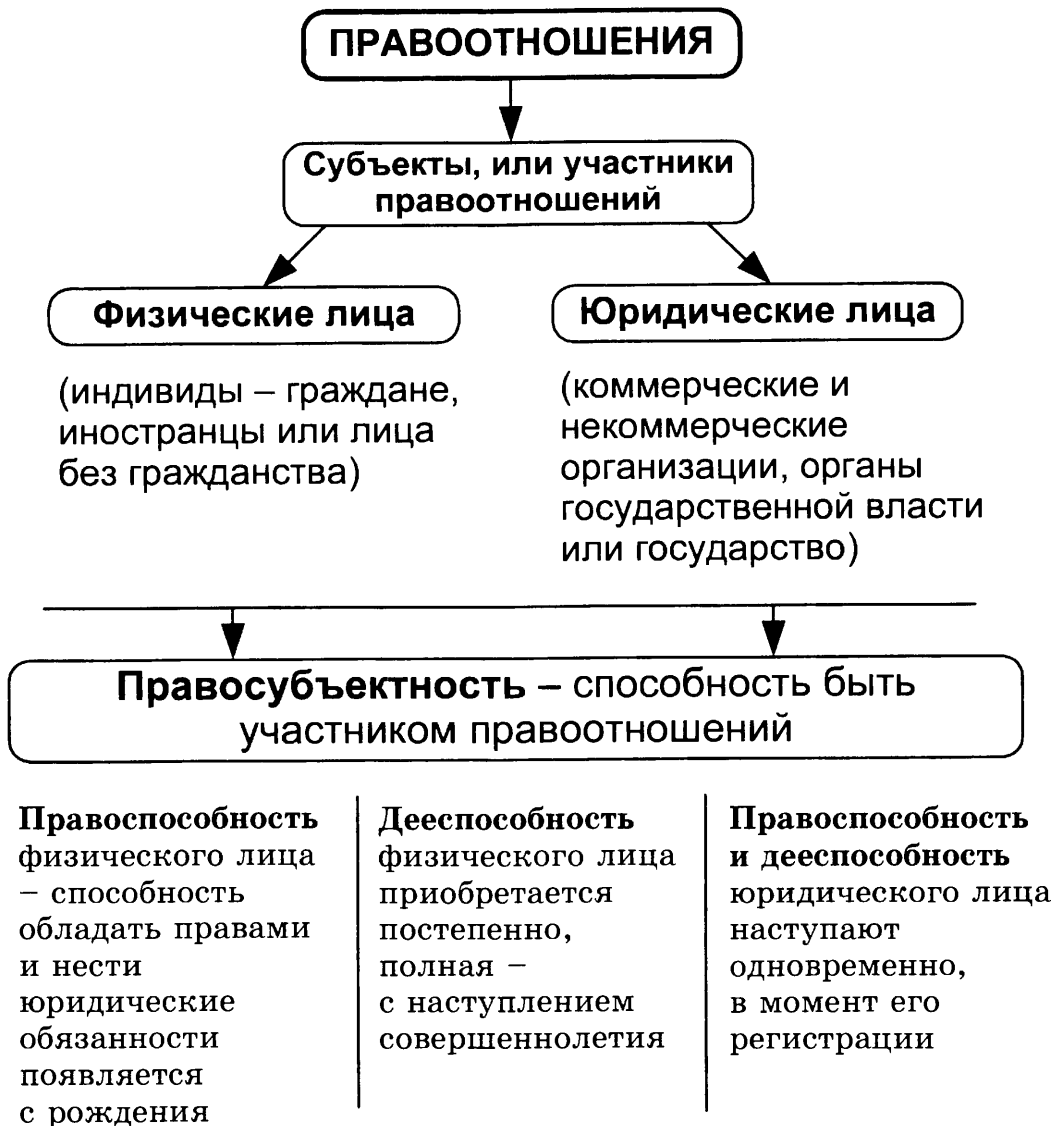 ПРАВООТНОШЕНИЯ
Субъекты, или участники
правоотношений
Физические лица
(индивиды – граждане,
иностранцы или лица
без гражданства)
Юридические лица
(коммерческие и
некоммерческие
организации, органы
государственной власти
или государство)
Правосубъектность – способность быть
участником правоотношений
Правоспособность
физического лица
– способность
обладать правами
и нести
юридические
обязанности
появляется
с рождения
Дееспособность
физического лица
приобретается
постепенно,
полная –
с наступлением
совершеннолетия
Правоспособность
и дееспособность
юридического лица
наступают
одновременно,
в момент его
регистрации